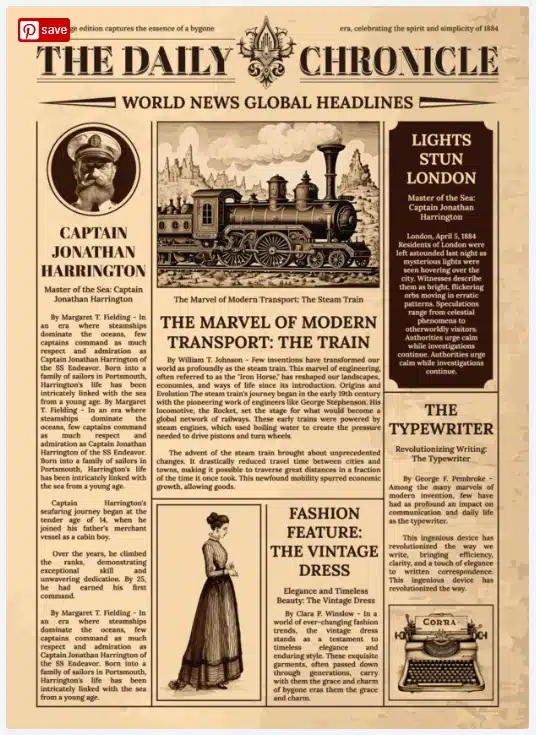 save
ge edition captures the essence of a bygone
era, celebrating the spirit and simplicity of 1884
THE DAILY CHRONICLE
WORLD NEWS GLOBAL HEADLINES
CAPTAIN
JONATHAN
HARRINGTON
Master of the Sea: Captain
Jonathan Harrington
By Margaret T. Fielding - In
an era where steamships
dominate the oceans, few
captains command as much
respect and admiration as
Captain Jonathan Harrington of
the SS Endeavor. Born into a
family of sailors in Portsmouth,
Harrington's life has been
intricately linked with the sea
from a young age. By Margaret
T. Fielding - In an era where
steamships dominate the
oceans, few captains command
as much respect and
admiration as Captain Jonathan
Harrington of the SS Endeavor.
Born into a family of sailors in
Portsmouth, Harrington's life
has been intricately linked with
the sea from a young age.
Captain Harrington's
seafaring journey began at the
tender age of 14, when he
joined his father's merchant
vessel as a cabin boy.
Over the years, he climbed
the ranks, demonstrating
exceptional skill and
unwavering dedication. By 25,
he had earned his first
command.
By Margaret T. Fielding - In
an era where steamships
dominate the oceans, few
captains command as much
respect and admiration as
Captain Jonathan Harrington of
the SS Endeavor. Born into a
family of sailors in Portsmouth,
Harrington's life has been
intricately linked with the sea
from a young age.
The Marvel of Modern Transport: The Steam Train
THE MARVEL OF MODERN
TRANSPORT: THE TRAIN
By William T. Johnson - Few inventions have transformed our
world as profoundly as the steam train. This marvel of engineering,
often referred to as the "Iron Horse," has reshaped our landscapes,
economies, and ways of life since its introduction. Origins and
Evolution The steam train's journey began in the early 19th century
with the pioneering work of engineers like George Stephenson. His
locomotive, the Rocket, set the stage for what would become a
global network of railways. These early trains were powered by
steam engines, which used boiling water to create the pressure
needed to drive pistons and turn wheels.
The advent of the steam train brought about unprecedented
changes. It drastically reduced travel time between cities and
towns, making it possible to traverse great distances in a fraction
of the time it once took. This newfound mobility spurred economic
growth, allowing goods.
FASHION
FEATURE:
THE VINTAGE
DRESS
Elegance and Timeless
Beauty: The Vintage Dress
By Clara P. Winslow - In a
world of ever-changing fashion
trends, the vintage dress
stands as a testament to
timeless elegance and
enduring style. These exquisite
garments, often passed down
through generations, carry
with them the grace and charm
of bygone eras them the grace
and charm.
LIGHTS
STUN
LONDON
Master of the Sea:
Captain Jonathan
Harrington
London, April 5, 1884
Residents of London were
left astounded last night as
mysterious lights were
seen hovering over the
city. Witnesses describe
them as bright, flickering
orbs moving in erratic
patterns. Speculations
range from celestial
phenomena to
otherworldly visitors.
Authorities urge calm
while investigations
continue. Authorities urge
calm while investigations
continue.
THE
TYPEWRITER
Revolutionizing Writing:
The Typewriter
By George F. Pembroke -
Among the many marvels of
modern invention, few have
had as profound an impact on
communication and daily life
as the typewriter.
This ingenious device has
revolutionized the way we
write, bringing efficiency,
clarity, and a touch of elegance
to written correspondence.
This ingenious device has
revolutionized the way.
CORRA